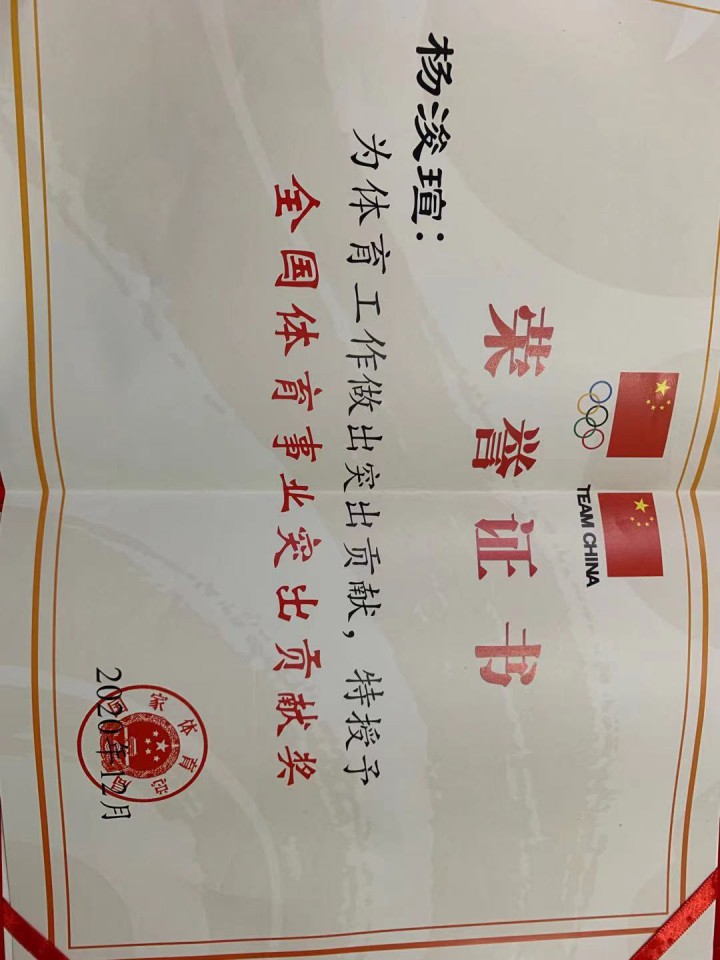 TEAM CHINA
荣誉证书
杨浚瑄:
为体育工作做出突出贡献,特授予
全国体育事业突出贡献奖
国家体育总局
2020年12月